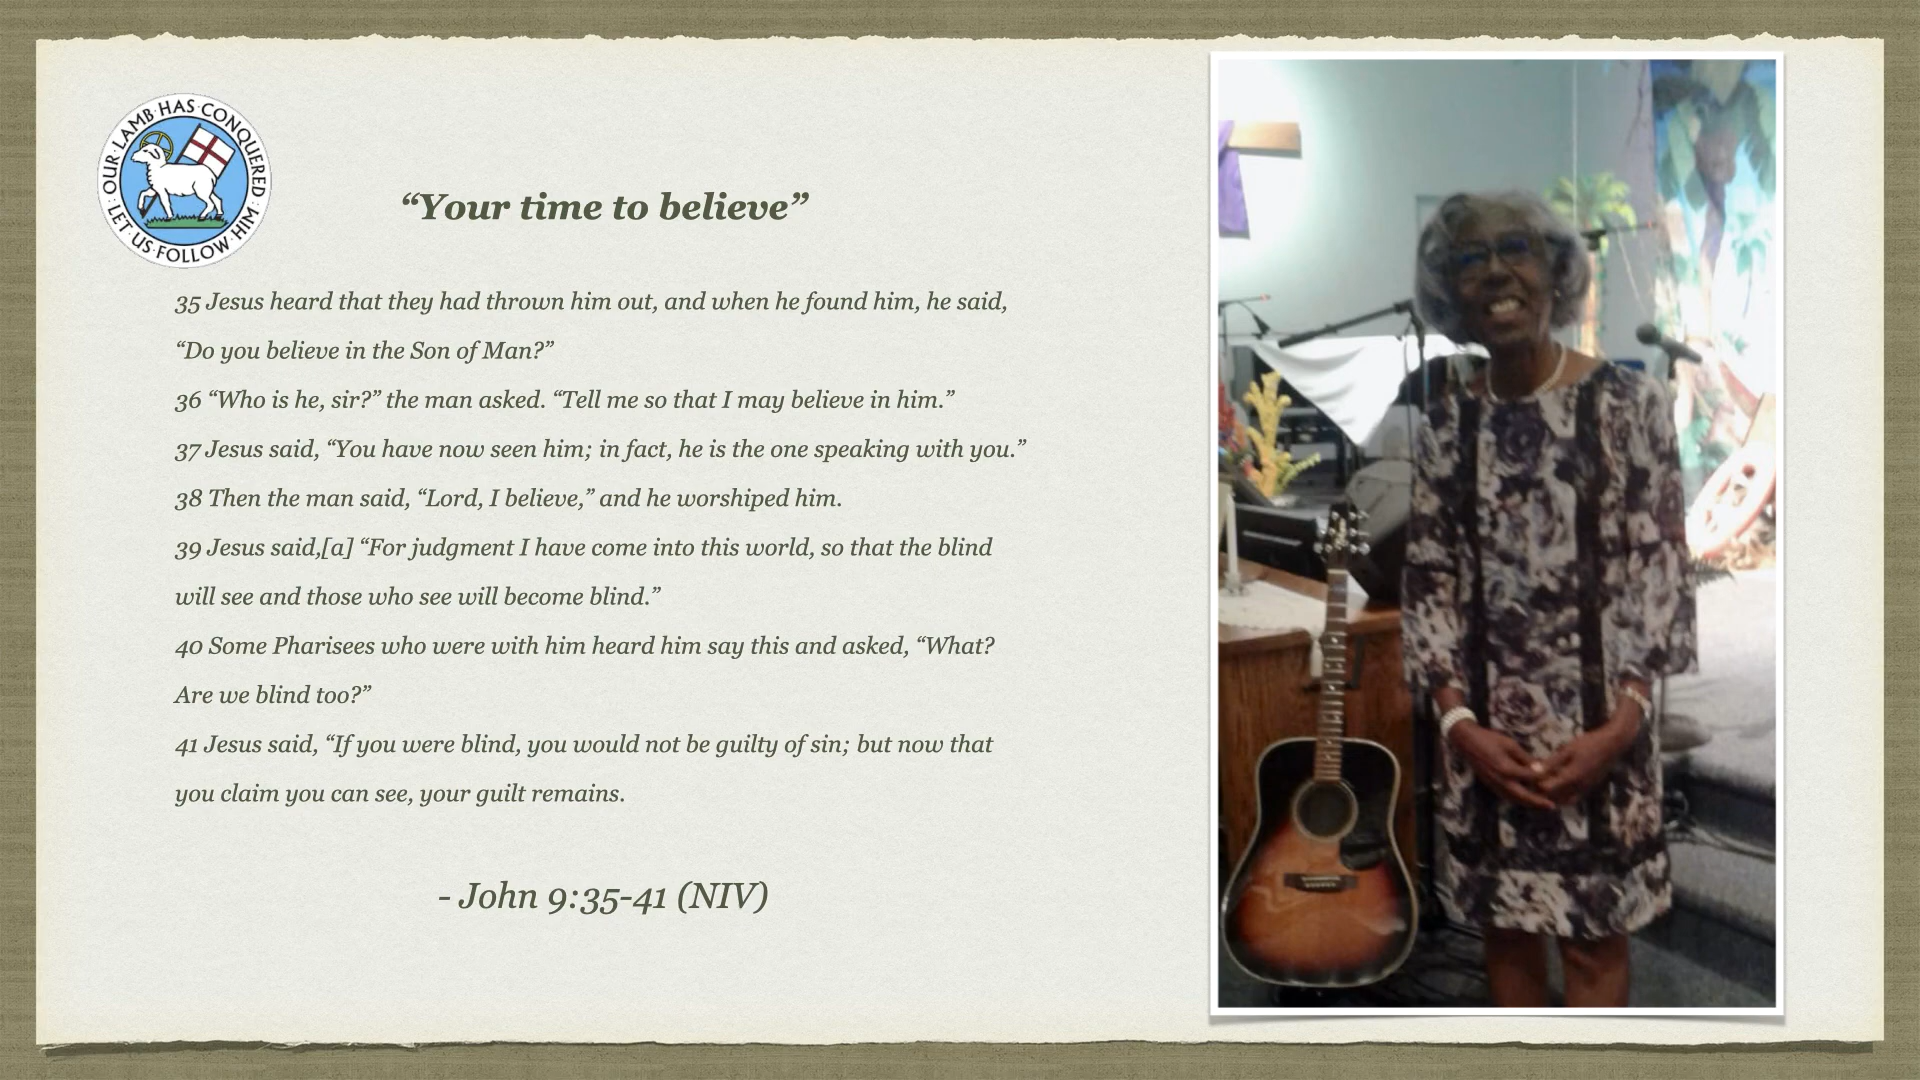 OUR LAMB HAS CONQUERED
LET US FOLLOW HIM
“Your time to believe”
35 Jesus heard that they had thrown him out, and when he found him, he said,
“Do you believe in the Son of Man?”
36 “Who is he, sir?” the man asked. “Tell me so that I may believe in him.”
37 Jesus said, “You have now seen him; in fact, he is the one speaking with you.”
38 Then the man said, “Lord, I believe,” and he worshiped him.
39 Jesus said,[a] “For judgment I have come into this world, so that the blind
will see and those who see will become blind.”
40 Some Pharisees who were with him heard him say this and asked, “What?
Are we blind too?”
41 Jesus said, “If you were blind, you would not be guilty of sin; but now that
you claim you can see, your guilt remains.
- John 9:35-41 (NIV)